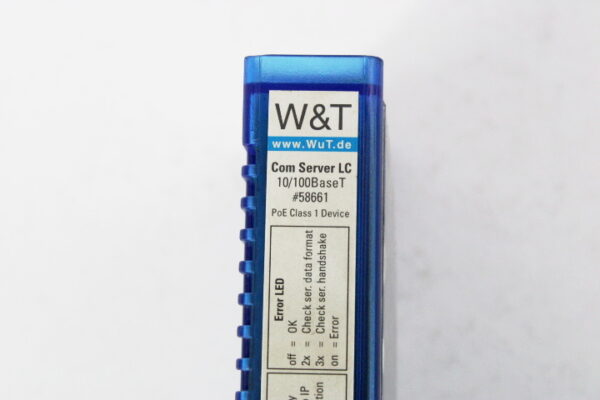 W&T
www.WuT.de
Com Server LC
10/100BaseT
#58661
PoE Class 1 Device
Error LED
off = OK
2x = Check ser. data format
3x = Check ser. handshake
on = Error
IP